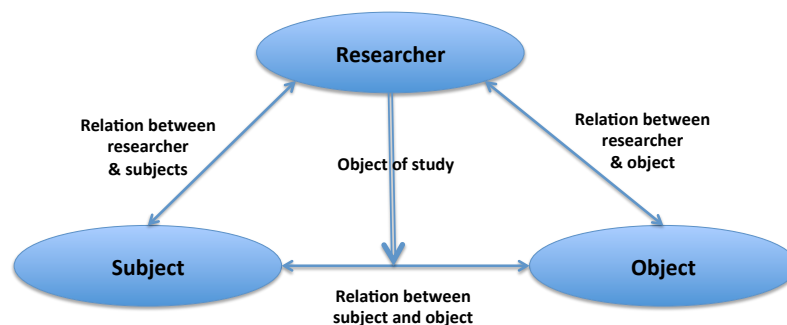 Researcher
Relation between
researcher
& subjects
Object of study
Relation between
researcher
& object
Subject
Object
Relation between
subject and object